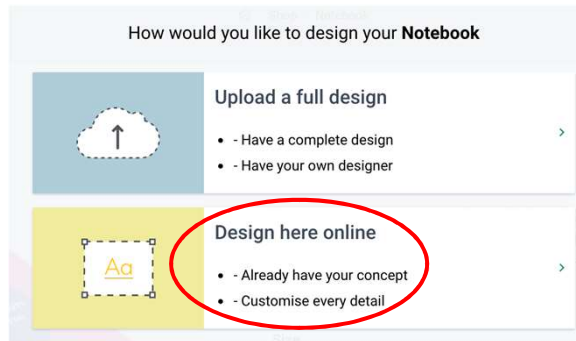 How would you like to design your Notebook
Upload a full design
- Have a complete design
- Have your own designer
Aa
Design here online
- Already have your concept
- Customise every detail